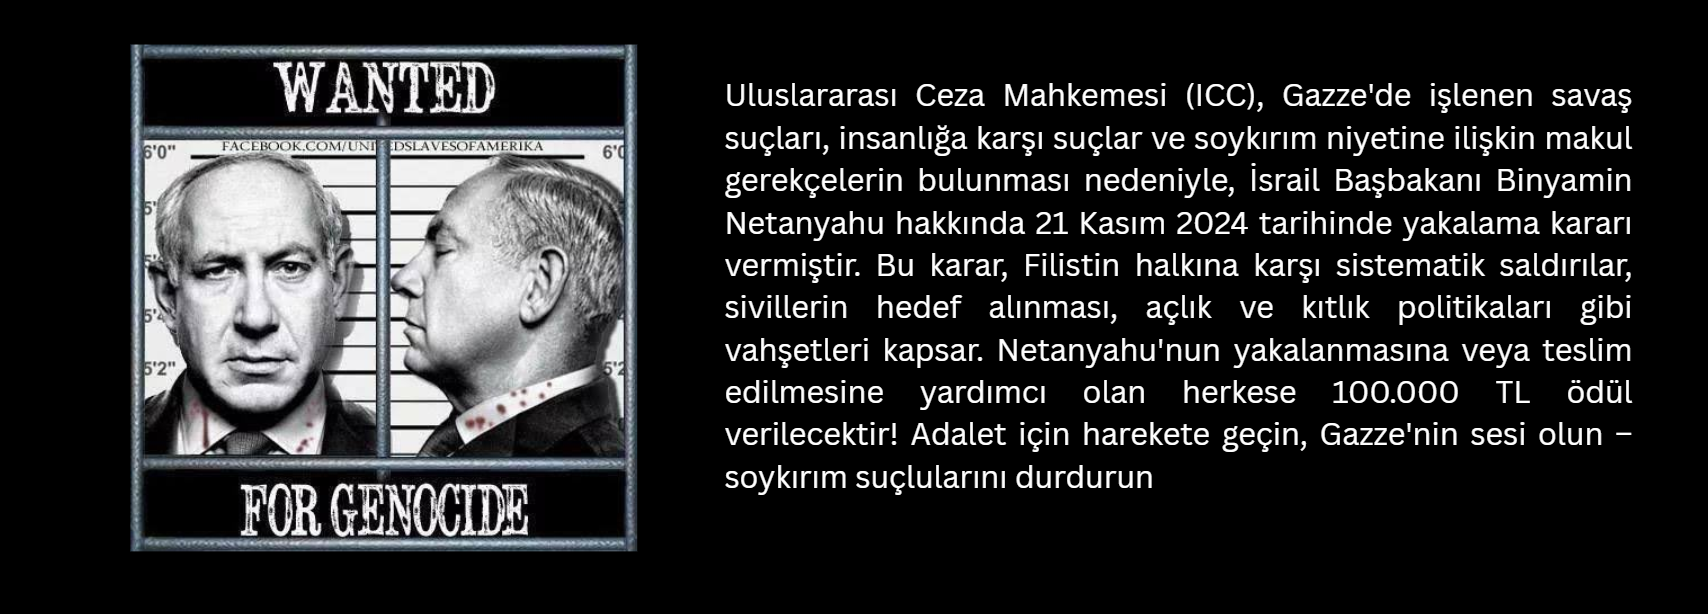 WANTED
FACEBOOK.COM/UNITEDSLAVESOFAMERIKA
6'0" 6'0
5'
5'4
5'2" 5'2
FOR GENOCIDE
Uluslararası Ceza Mahkemesi (ICC), Gazze'de işlenen savaş
suçları, insanlığa karşı suçlar ve soykırım niyetine ilişkin makul
gerekçelerin bulunması nedeniyle, İsrail Başbakanı Binyamin
Netanyahu hakkında 21 Kasım 2024 tarihinde yakalama kararı
vermiştir. Bu karar, Filistin halkına karşı sistematik saldırılar,
sivillerin hedef alınması, açlık ve kıtlık politikaları gibi
vahşetleri kapsar. Netanyahu'nun yakalanmasına veya teslim
edilmesine yardımcı olan herkese 100.000 TL ödül
verilecektir! Adalet için harekete geçin, Gazze'nin sesi olun –
soykırım suçlularını durdurun